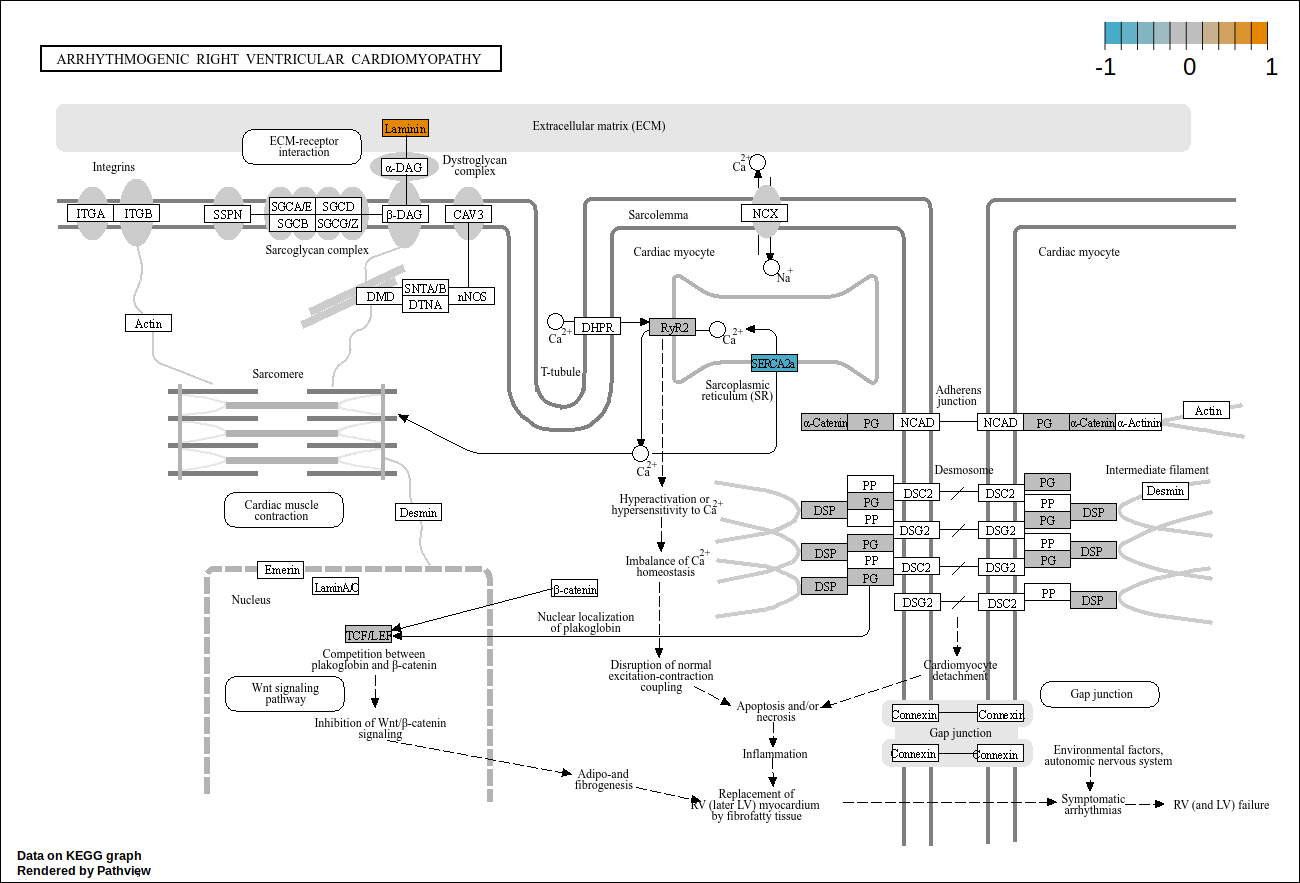 ARRHYTHMOGENIC RIGHT VENTRICULAR CARDIOMYOPATHY
-1 0 1
Laminin
Extracellular matrix (ECM)
ECM-receptor
interaction
Integrins
α-DAG
Dystroglycan
complex
Ca2+
ITGA
ITGB
SSPN
SGCA/E
SGCD
SGCB
SGCG/Z
β-DAG
CAV3
Sarcoglycan complex
Sarcolemma
NCX
Cardiac myocyte
Cardiac myocyte
Na+
DMD
SNTA/B
DTNA
nNOS
Actin
Ca2+
DHPR
RyR2
Ca2+
T-tubule
SERCA2a
Sarcoplasmic
reticulum (SR)
Sarcomere
Adherens
junction
α-Catenin
PG
NCAD
NCAD
PG
α-Catenin
α-Actinin
Actin
Ca2+
Desmosome
Intermediate filament
Desmin
Cardiac muscle
contraction
Desmin
Hyperactivation or
hypersensitivity to Ca2+
Imbalance of Ca2+
homeostasis
DSP
PP
PG
PP
DSC2
DSC2
PG
PP
PG
DSP
DSG2
DSG2
DSP
PG
PP
PG
DSC2
DSG2
PP
PG
DSP
DSP
DSG2
DSC2
PP
DSP
Emerin
LaminA/C
Nucleus
β-catenin
Nuclear localization
of plakoglobin
TCF/LEF
Competition between
plakoglobin and β-catenin
Wnt signaling
pathway
Inhibition of Wnt/β-catenin
signaling
Disruption of normal
excitation-contraction
coupling
Cardiomyocyte
detachment
Apoptosis and/or
necrosis
Inflammation
Connexin
Connexin
Gap junction
Connexin
Connexin
Gap junction
Environmental factors,
autonomic nervous system
Adipo-and
fibrogenesis
Replacement of
RV (later LV) myocardium
by fibrofatty tissue
Symptomatic
arrhythmias
RV (and LV) failure
Data on KEGG graph
Rendered by Pathview